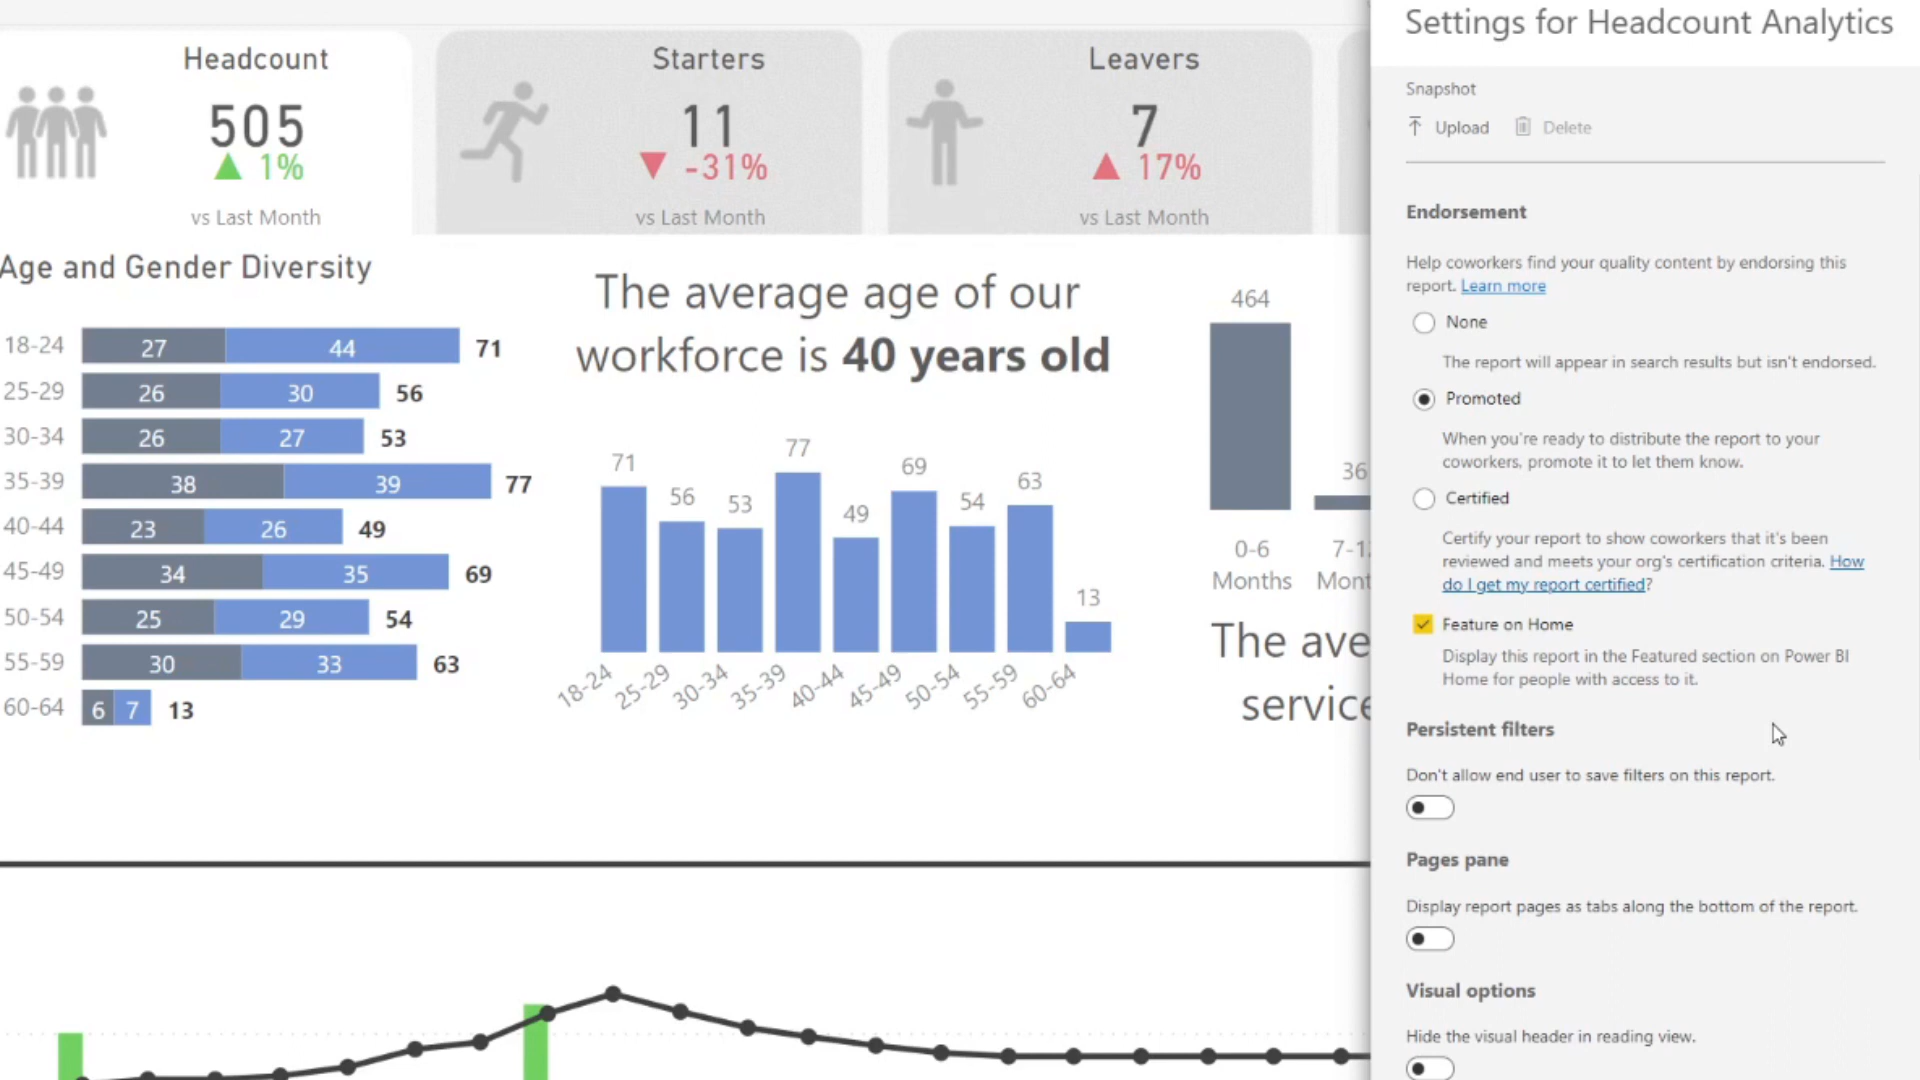 Headcount
505
1%
vs Last Month
Starters
11
-31%
vs Last Month
Leavers
7
17%
vs Last Month
Age and Gender Diversity
18-24 27 44 71
25-29 26 30 56
30-34 26 27 53
35-39 38 39 77
40-44 23 26 49
45-49 34 35 69
50-54 25 29 54
55-59 30 33 63
60-64 6 7 13
The average age of our
workforce is 40 years old
71 56 53 77 49 69 54 63 13
18-24 25-29 30-34 35-39 40-44 45-49 50-54 55-59 60-64
464
36
0-6
Months
7-1
Mont
The ave
service
Settings for Headcount Analytics
Snapshot
Upload Delete
Endorsement
Help coworkers find your quality content by endorsing this
report. Learn more
None
The report will appear in search results but isn't endorsed.
Promoted
When you're ready to distribute the report to your
coworkers, promote it to let them know.
Certified
Certify your report to show coworkers that it's been
reviewed and meets your org's certification criteria. How
do I get my report certified?
Feature on Home
Display this report in the Featured section on Power BI
Home for people with access to it.
Persistent filters
Don't allow end user to save filters on this report.
Pages pane
Display report pages as tabs along the bottom of the report.
Visual options
Hide the visual header in reading view.